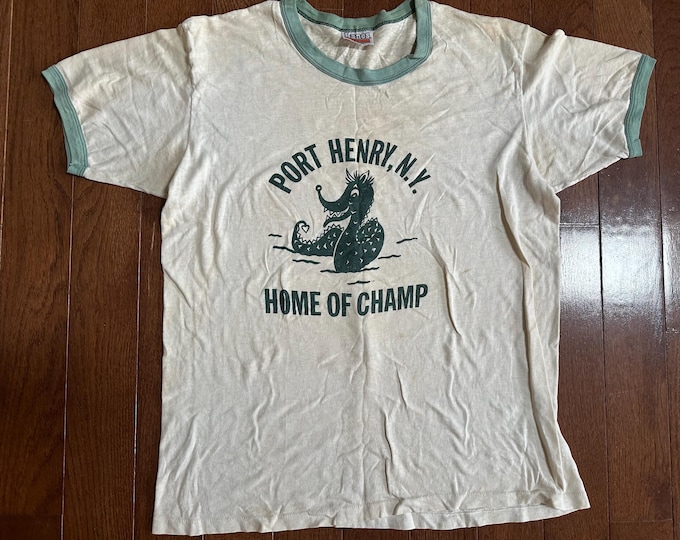 PORT HENRY, N.Y.
HOME OF CHAMP